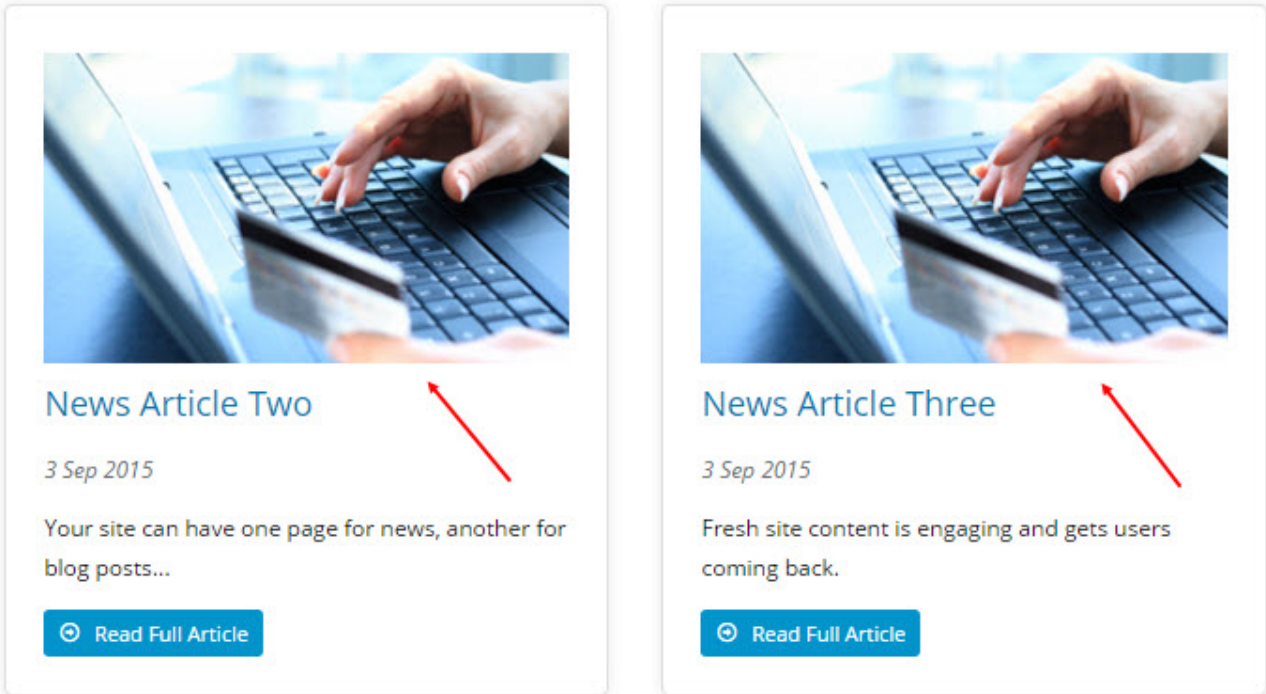 News Article Two
3 Sep 2015
Your site can have one page for news, another for
blog posts...
Read Full Article
News Article Three
3 Sep 2015
Fresh site content is engaging and gets users
coming back.
Read Full Article